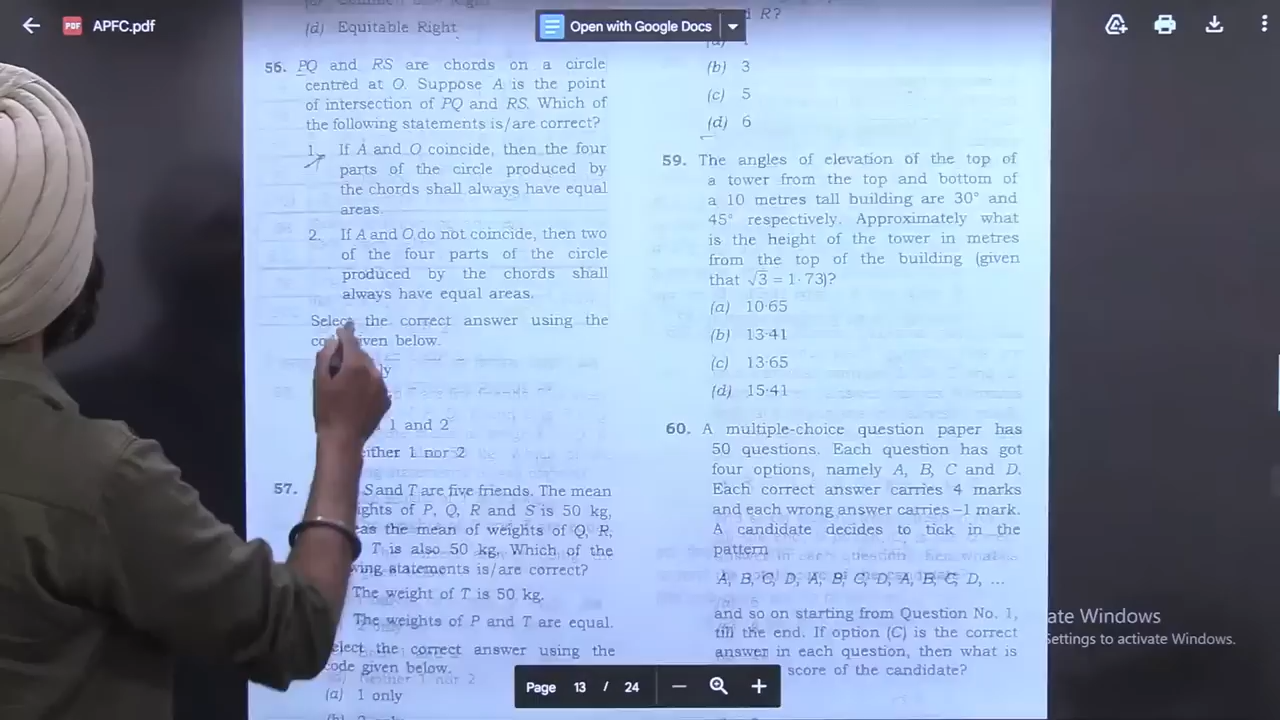 APFC.pdf
Open with Google Docs
(d) Equitable Right
56. PQ and RS are chords on a circle
centred at O. Suppose A is the point
of intersection of PQ and RS. Which of
the following statements is/are correct?
1. If A and O coincide, then the four
parts of the circle produced by
the chords shall always have equal
areas.
2. If A and O do not coincide, then two
of the four parts of the circle
produced by the chords shall
always have equal areas.
Select the correct answer using the
given below.
1 and 2
1 nor 2
57. S and T are five friends. The mean
of P, Q, R and S is 50 kg,
the mean of weights of Q, R,
T is also 50 kg. Which of the
statements is/are correct?
The weight of T is 50 kg.
The weights of P and T are equal.
the correct answer using the
code given below.
(a) 1 only
R?
(b) 3
(c) 5
(d) 6
59. The angles of elevation of the top of
a tower from the top and bottom of
a 10 metres tall building are 30° and
45° respectively. Approximately what
is the height of the tower in metres
from the top of the building (given
that √3 = 1·73)?
(a) 10·65
(b) 13·41
(c) 13·65
(d) 15·41
60. A multiple-choice question paper has
50 questions. Each question has got
four options, namely A, B, C and D.
Each correct answer carries 4 marks
and each wrong answer carries –1 mark.
A candidate decides to tick in the
pattern
A, B, C, D, A, B, C, D, A, B, C, D, ...
and so on starting from Question No. 1,
till the end. If option (C) is the correct
answer in each question, then what is
score of the candidate?
Windows
Settings to activate Windows.
Page 13 / 24